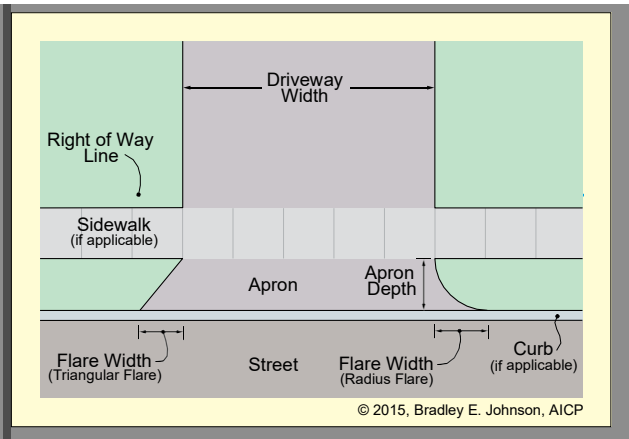 Driveway
Width
Right of Way
Line
Sidewalk
(if applicable)
Apron
Apron
Depth
Flare Width
(Triangular Flare)
Street
Flare Width
(Radius Flare)
Curb
(if applicable)
© 2015, Bradley E. Johnson, AICP